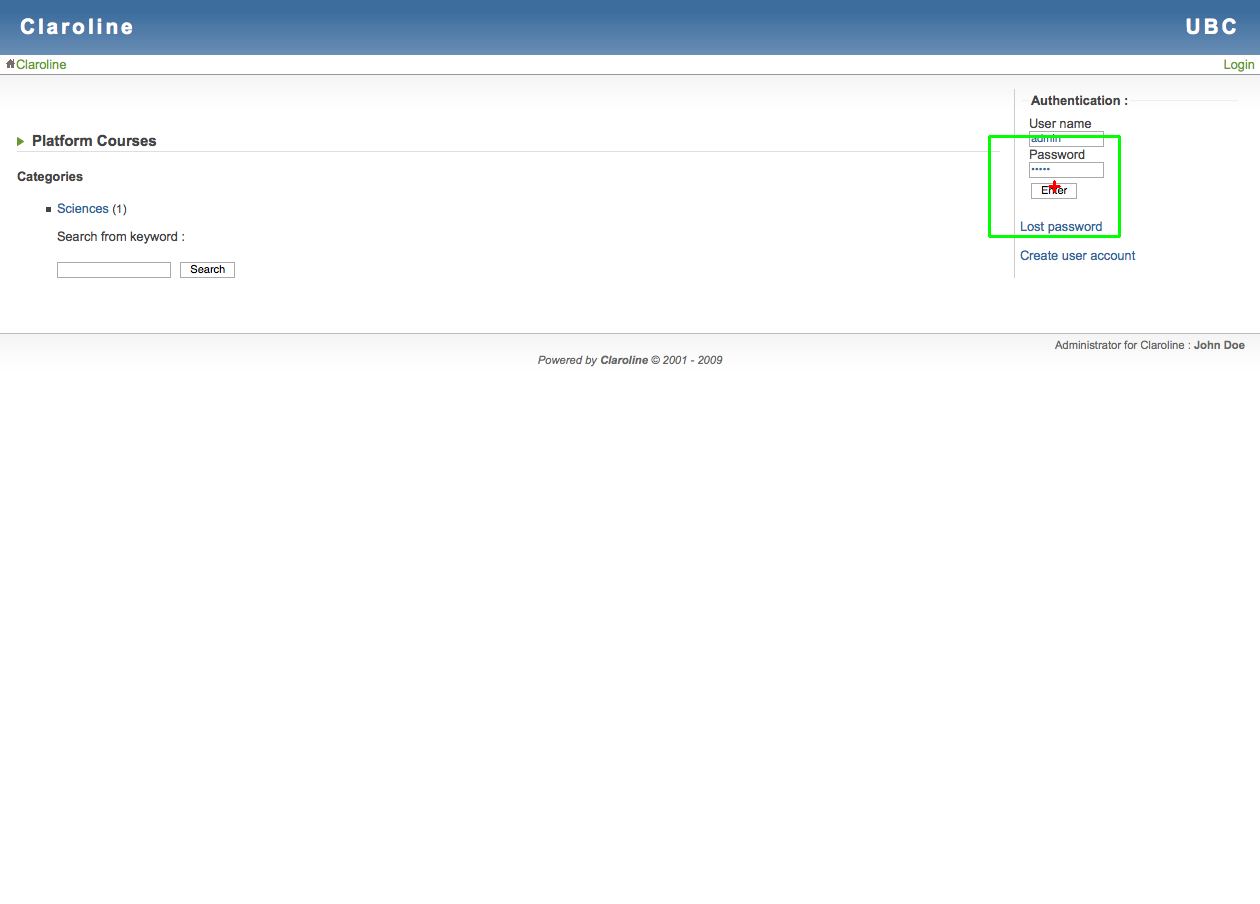 Claroline UBC
Claroline Login
Authentication :
User name
admin
Platform Courses
Password
•••••
Categories
Enter
Sciences (1)
Lost password
Search from keyword :
Create user account
Search
Administrator for Claroline : John Doe
Powered by Claroline © 2001 - 2009